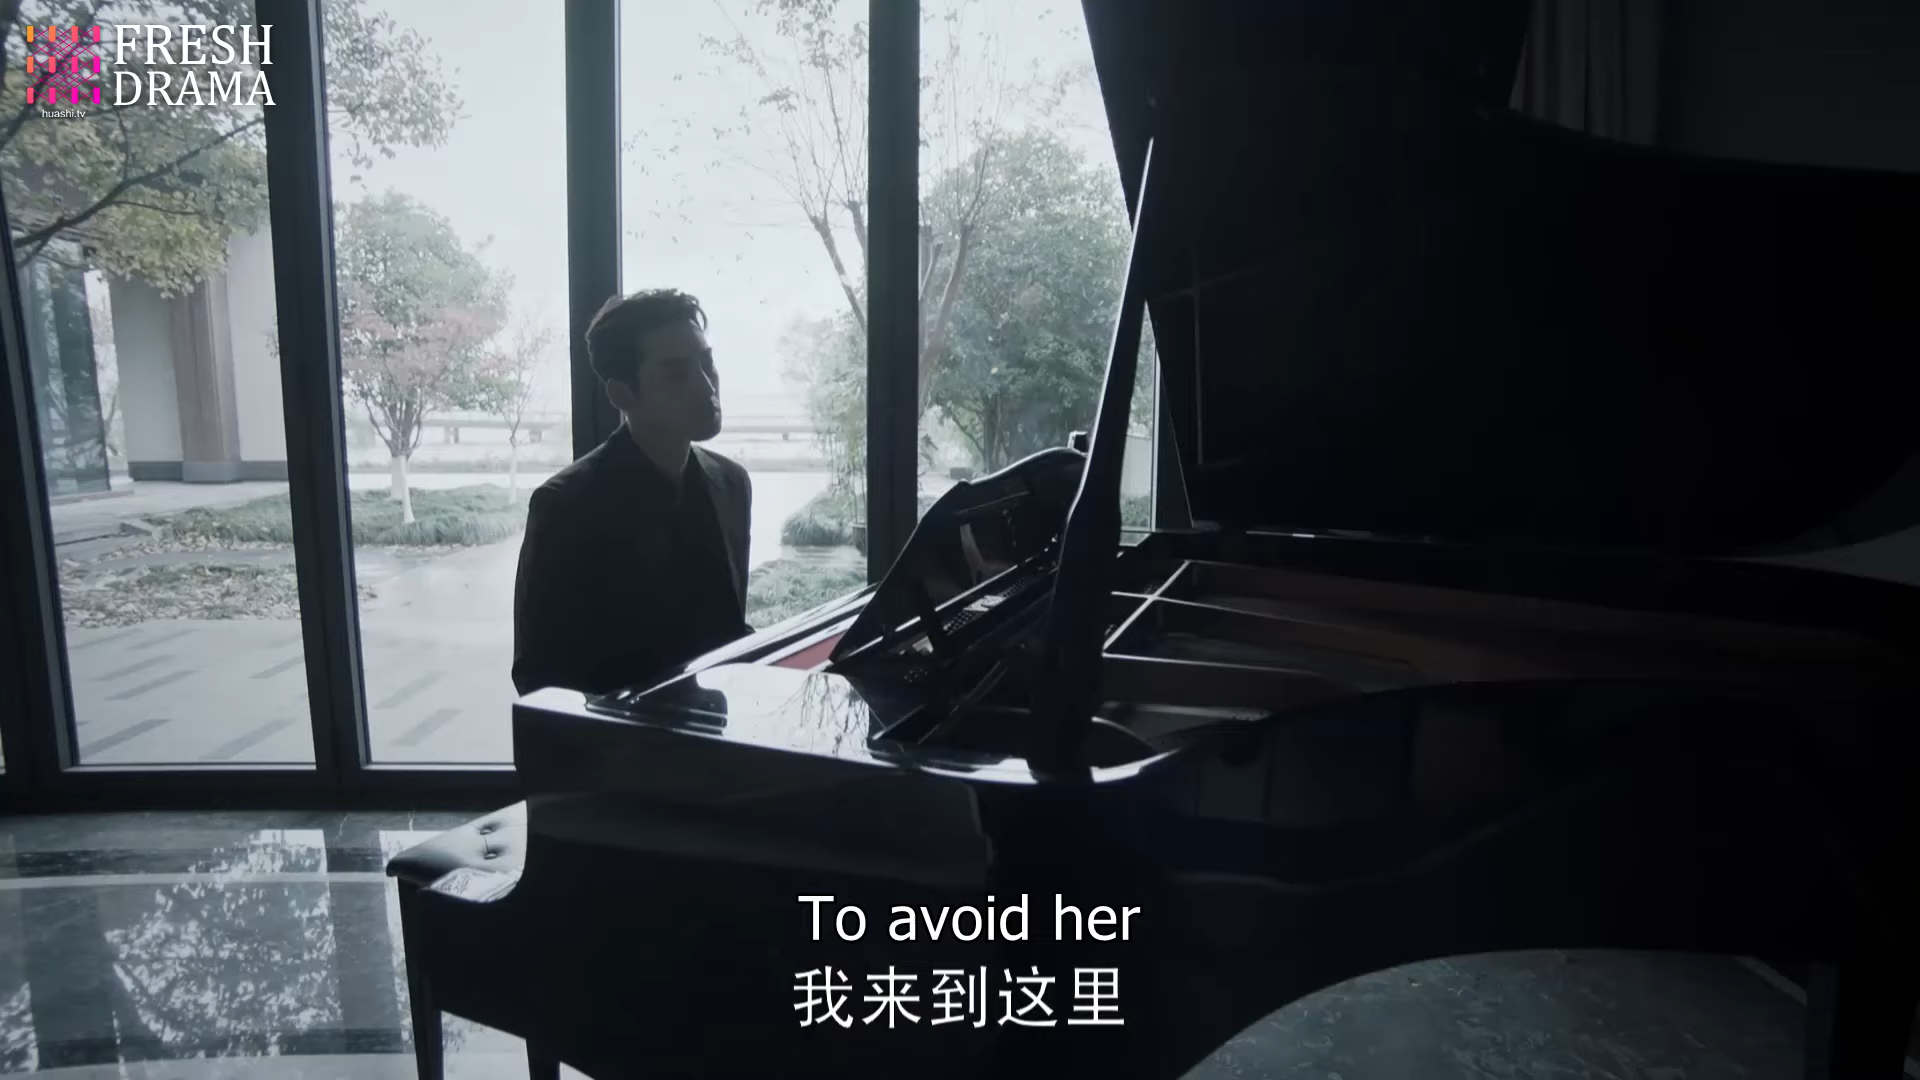 FRESH
DRAMA
huashi.tv
To avoid her
我来到这里